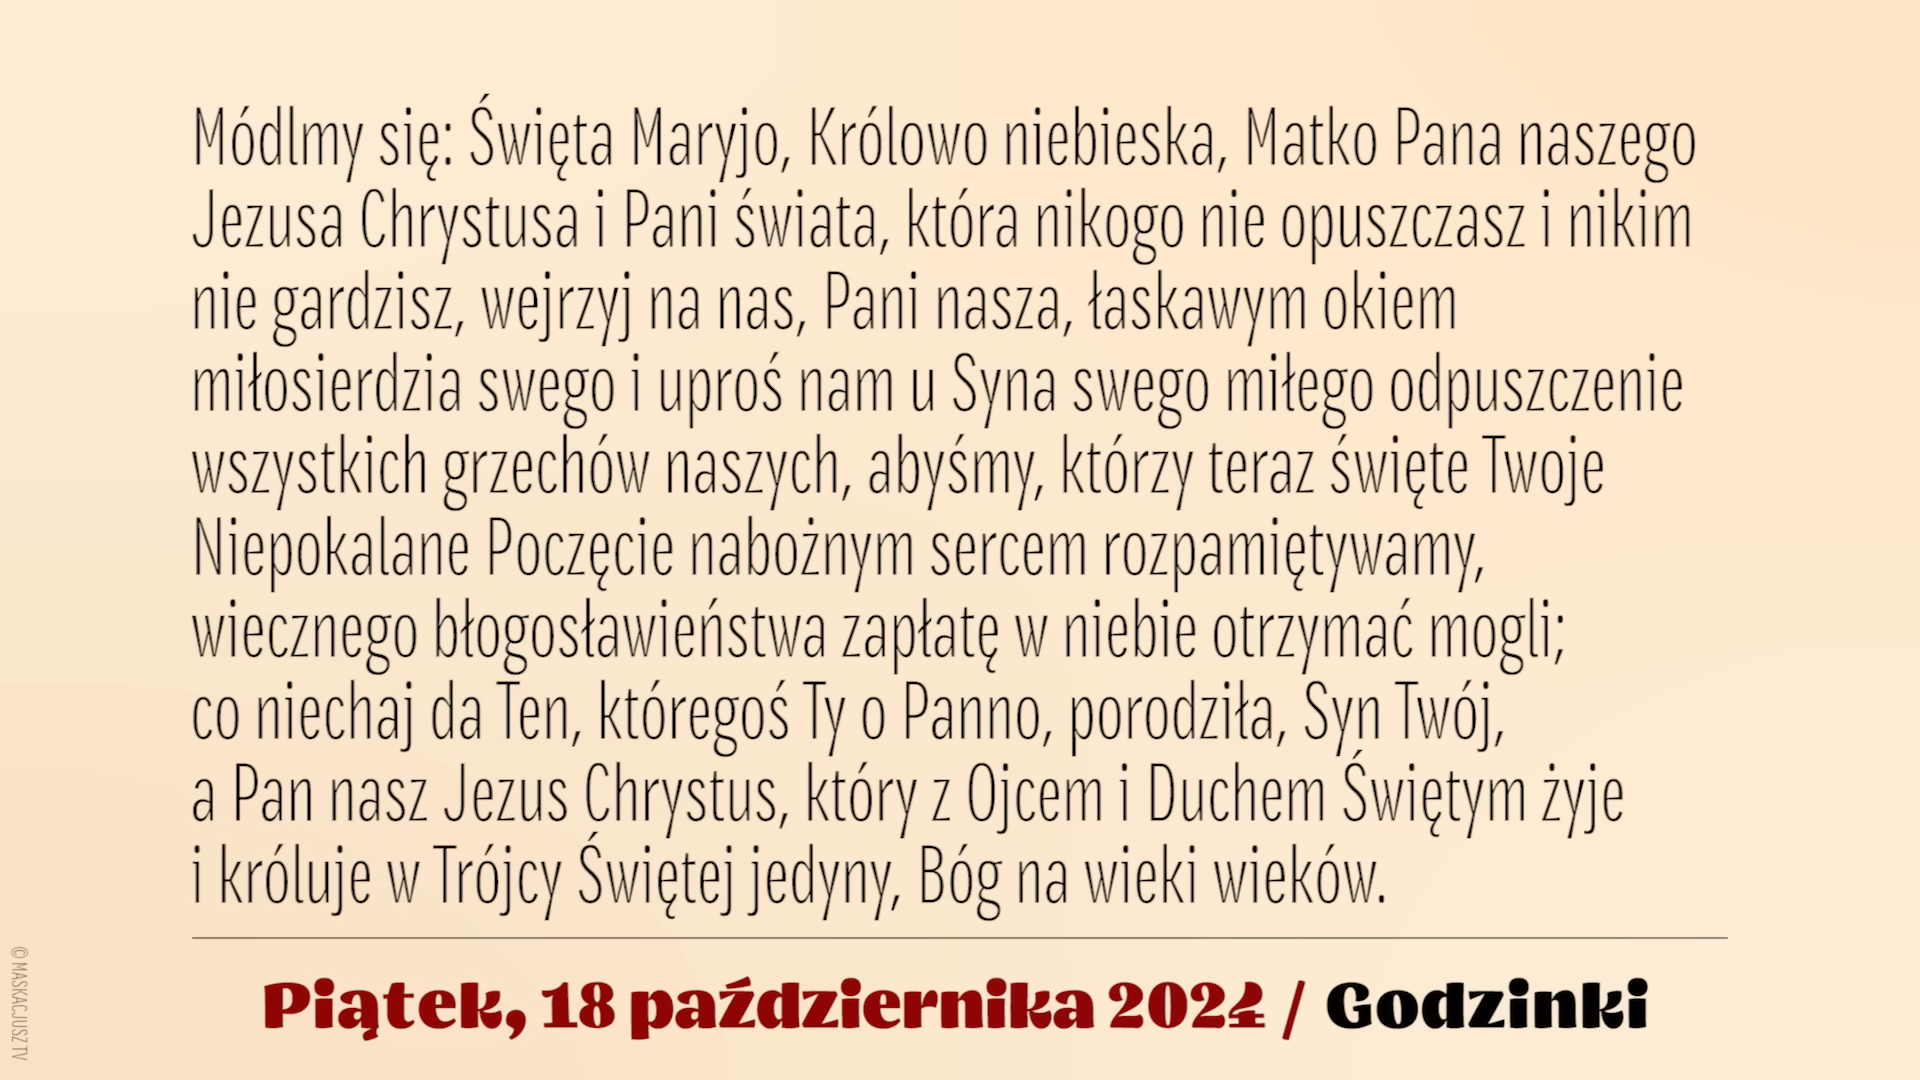 Módlmy się: Święta Maryjo, Królowo niebieska, Matko Pana naszego
Jezusa Chrystusa i Pani świata, która nikogo nie opuszczasz i nikim
nie gardzisz, wejrzyj na nas, Pani nasza, łaskawym okiem
miłosierdzia swego i uproś nam u Syna swego miłego odpuszczenie
wszystkich grzechów naszych, abyśmy, którzy teraz święte Twoje
Niepokalane Poczęcie nabożnym sercem rozpamiętywamy,
wiecznego błogosławieństwa zapłatę w niebie otrzymać mogli;
co niechaj da Ten, któregoś Ty o Panno, porodziła, Syn Twój,
a Pan nasz Jezus Chrystus, który z Ojcem i Duchem Świętym żyje
i króluje w Trójcy Świętej jedyny, Bóg na wieki wieków.
Piątek, 18 października 2024 / Godzinki
© MASKACJUSZ TV